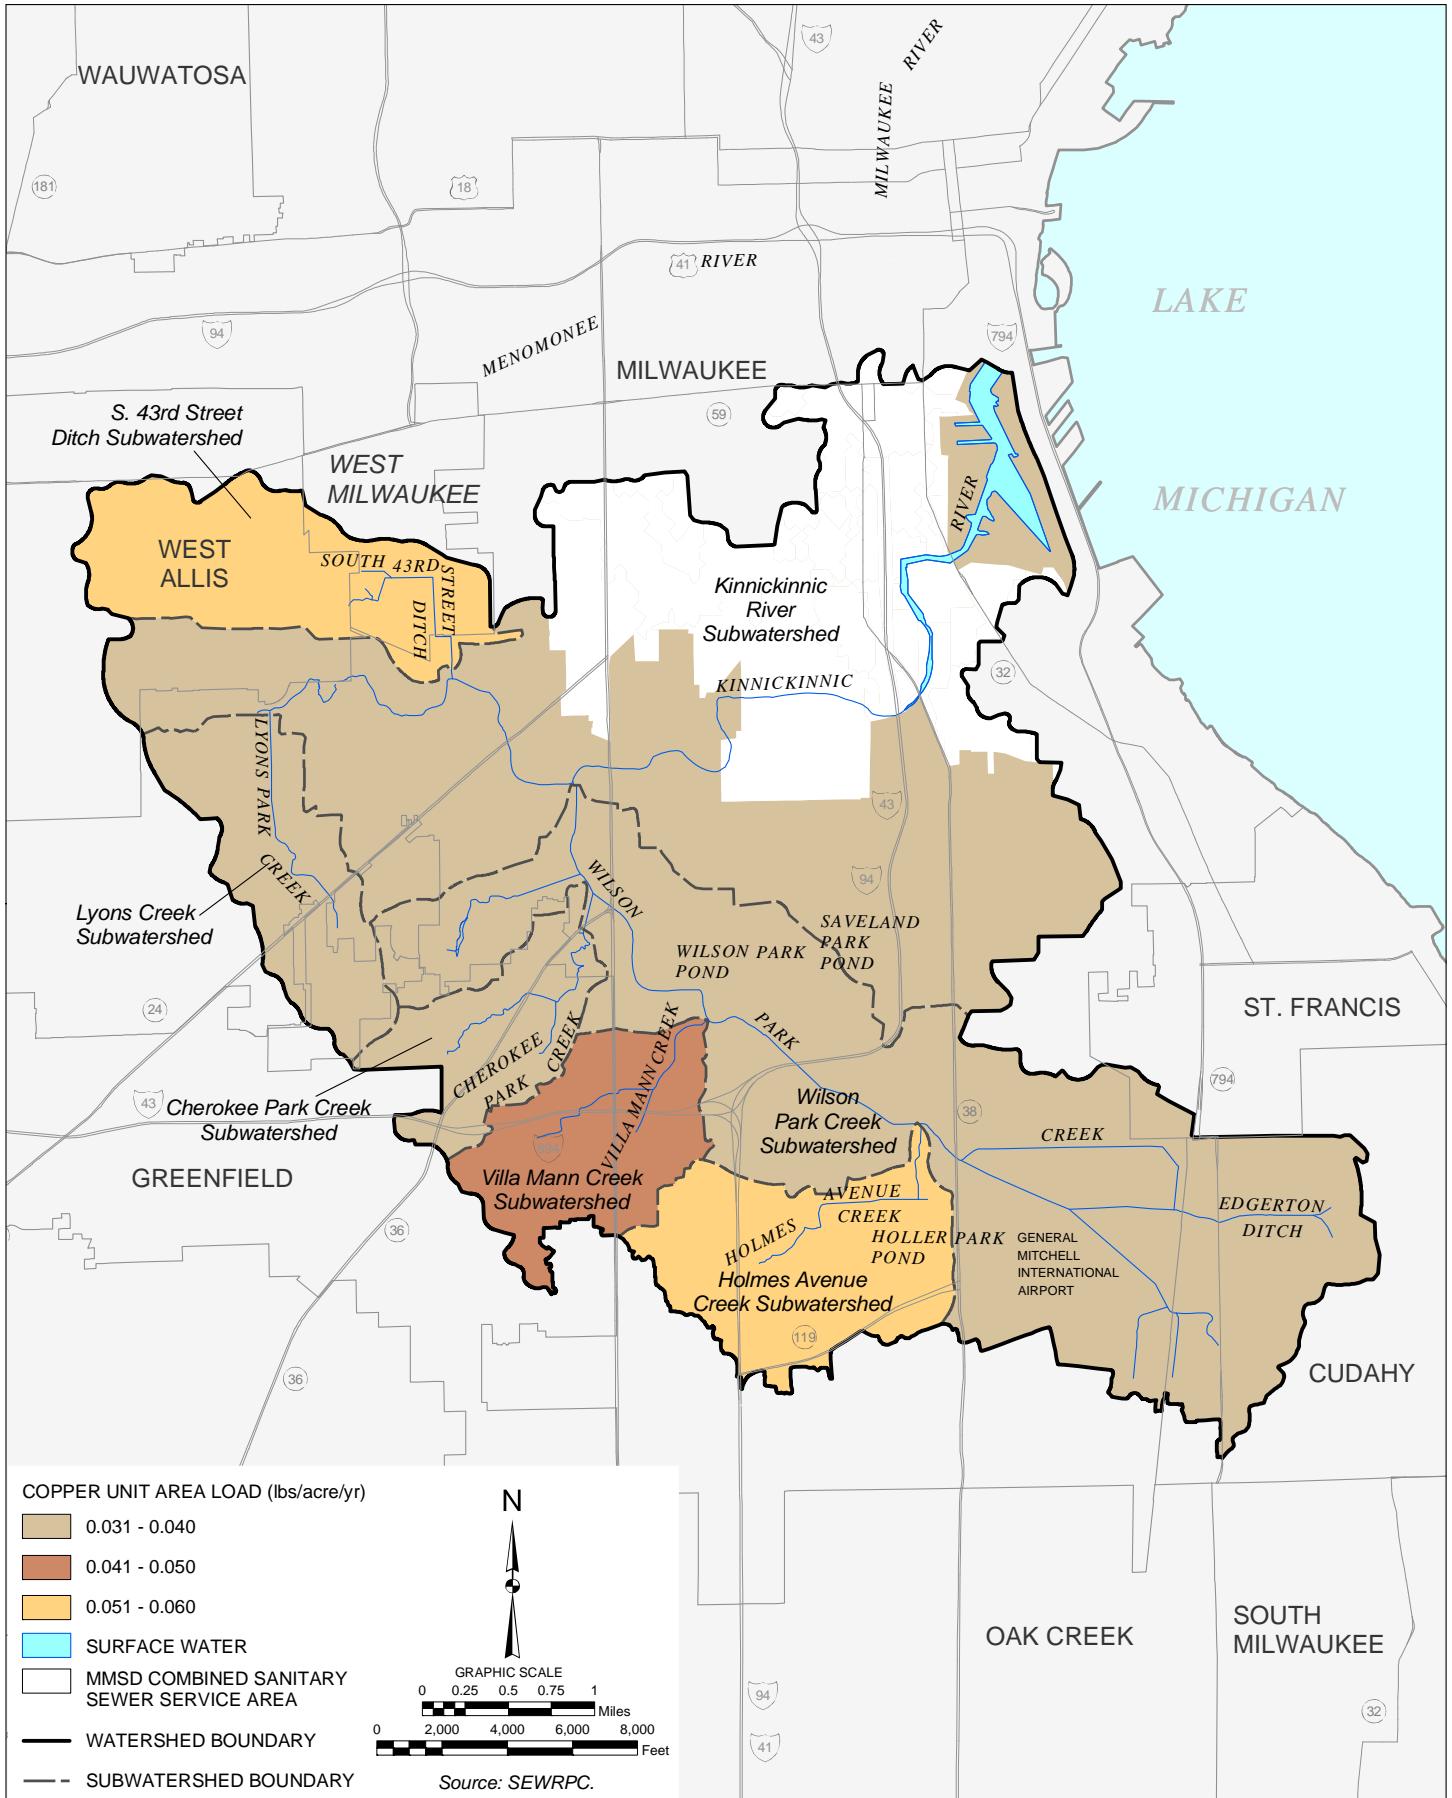 WAUWATOSA
43
MILWAUKEE RIVER
181
18
41
RIVER
LAKE
94
MENOMONEE
794
MILWAUKEE
S. 43rd Street
Ditch Subwatershed
59
WEST
MILWAUKEE
MICHIGAN
RIVER
WEST
ALLIS
SOUTH 43RD
STREET
DITCH
Kinnickinnic
River
Subwatershed
32
KINNICKINNIC
LYONS PARK
CREEK
43
94
WILSON
Lyons Creek
Subwatershed
SAVELAND
PARK
POND
WILSON PARK
POND
24
ST. FRANCIS
PARK
CHEROKEE
PARK
CREEK
VILLA MANN CREEK
794
43
Cherokee Park Creek
Subwatershed
Wilson
Park Creek
Subwatershed
38
CREEK
894
GREENFIELD
Villa Mann Creek
Subwatershed
AVENUE
CREEK
HOLMES
EDGERTON
DITCH
36
HOLLER PARK
POND
GENERAL
MITCHELL
INTERNATIONAL
AIRPORT
Holmes Avenue
Creek Subwatershed
119
36
CUDAHY
COPPER UNIT AREA LOAD (lbs/acre/yr)
0.031 - 0.040
0.041 - 0.050
0.051 - 0.060
SURFACE WATER
MMSD COMBINED SANITARY
SEWER SERVICE AREA
WATERSHED BOUNDARY
SUBWATERSHED BOUNDARY
N
GRAPHIC SCALE
0 0.25 0.5 0.75 1
Miles
0 2,000 4,000 6,000 8,000
Feet
Source: SEWRPC.
OAK CREEK
SOUTH
MILWAUKEE
94
41
32